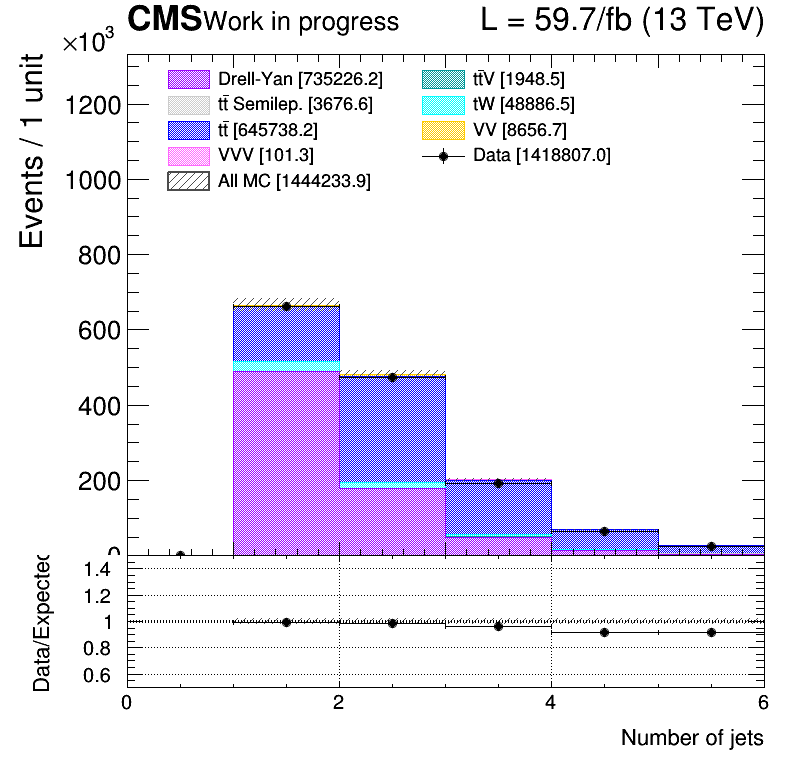 CMS Work in progress L = 59.7/fb (13 TeV)
×10³
Events / 1 unit
Drell-Yan [735226.2]
tt̄ Semilep. [3676.6]
tt̄ [645738.2]
VVV [101.3]
All MC [1444233.9]
tt̄V [1948.5]
tW [48886.5]
VV [8656.7]
Data [1418807.0]
1200
1000
800
600
400
200
0
Data/Expected
1.4
1.2
1
0.8
0.6
0 2 4 6
Number of jets